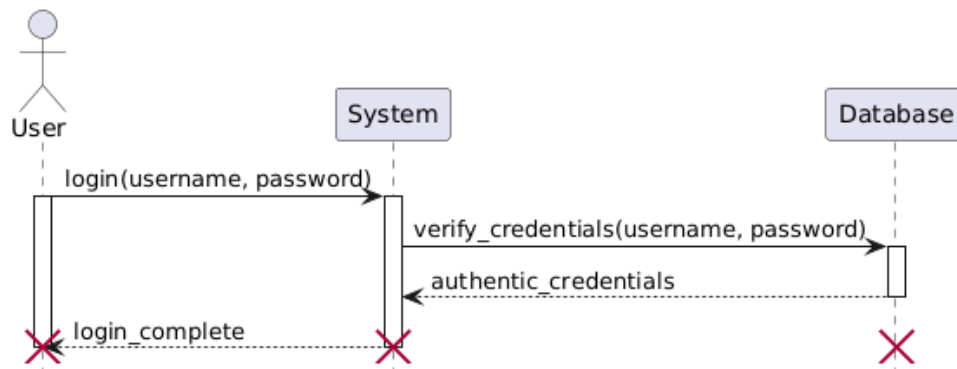 User
System
Database
login(username, password)
verify_credentials(username, password)
authentic_credentials
login_complete